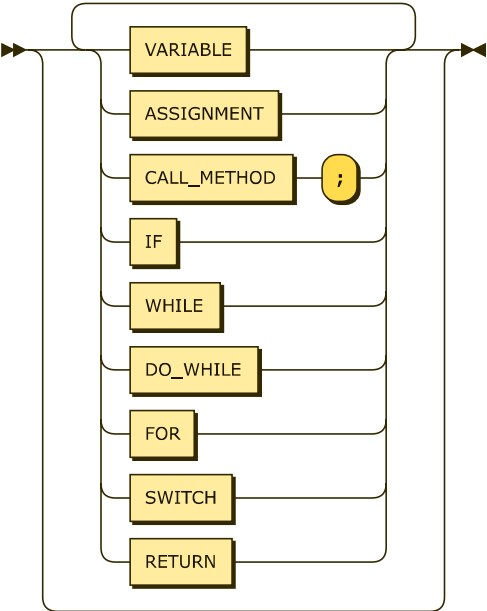 VARIABLE
ASSIGNMENT
CALL_METHOD ;
IF
WHILE
DO_WHILE
FOR
SWITCH
RETURN